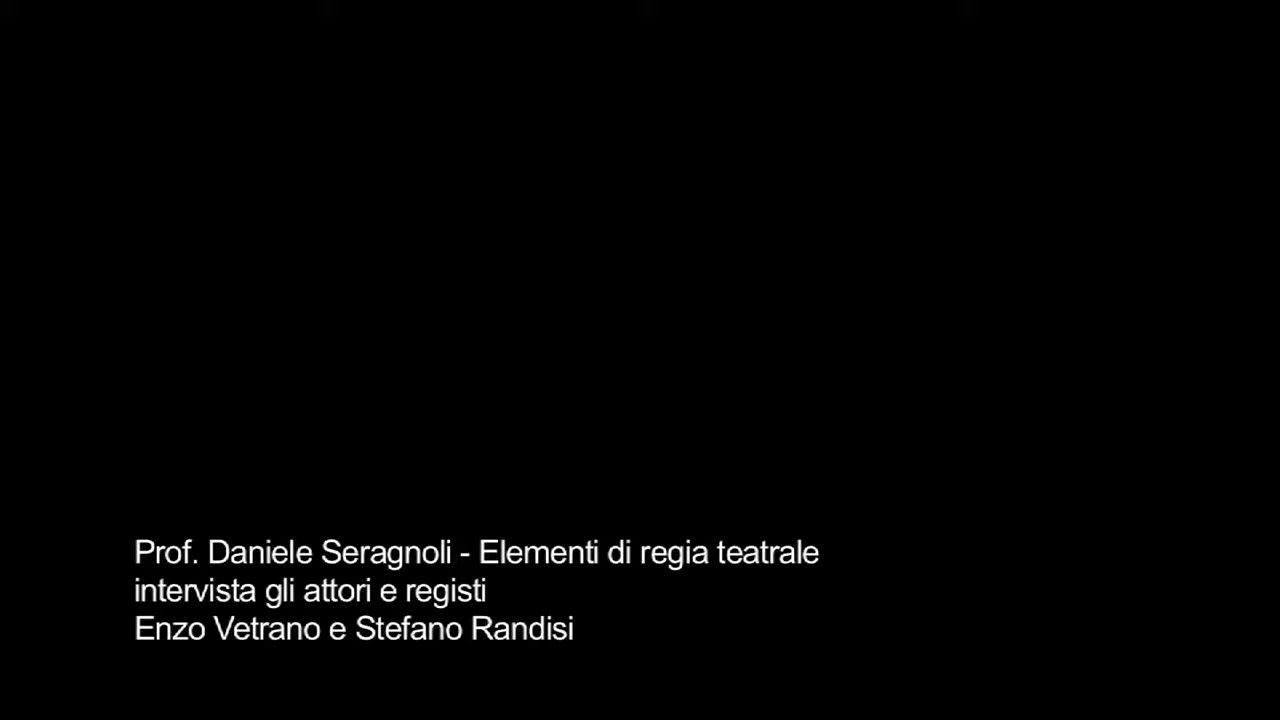 Prof. Daniele Seragnoli - Elementi di regia teatrale
intervista gli attori e registi
Enzo Vetrano e Stefano Randisi